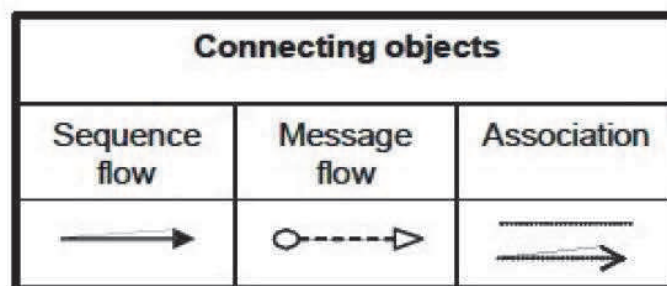 Connecting objects
Sequence flow
Message flow
Association